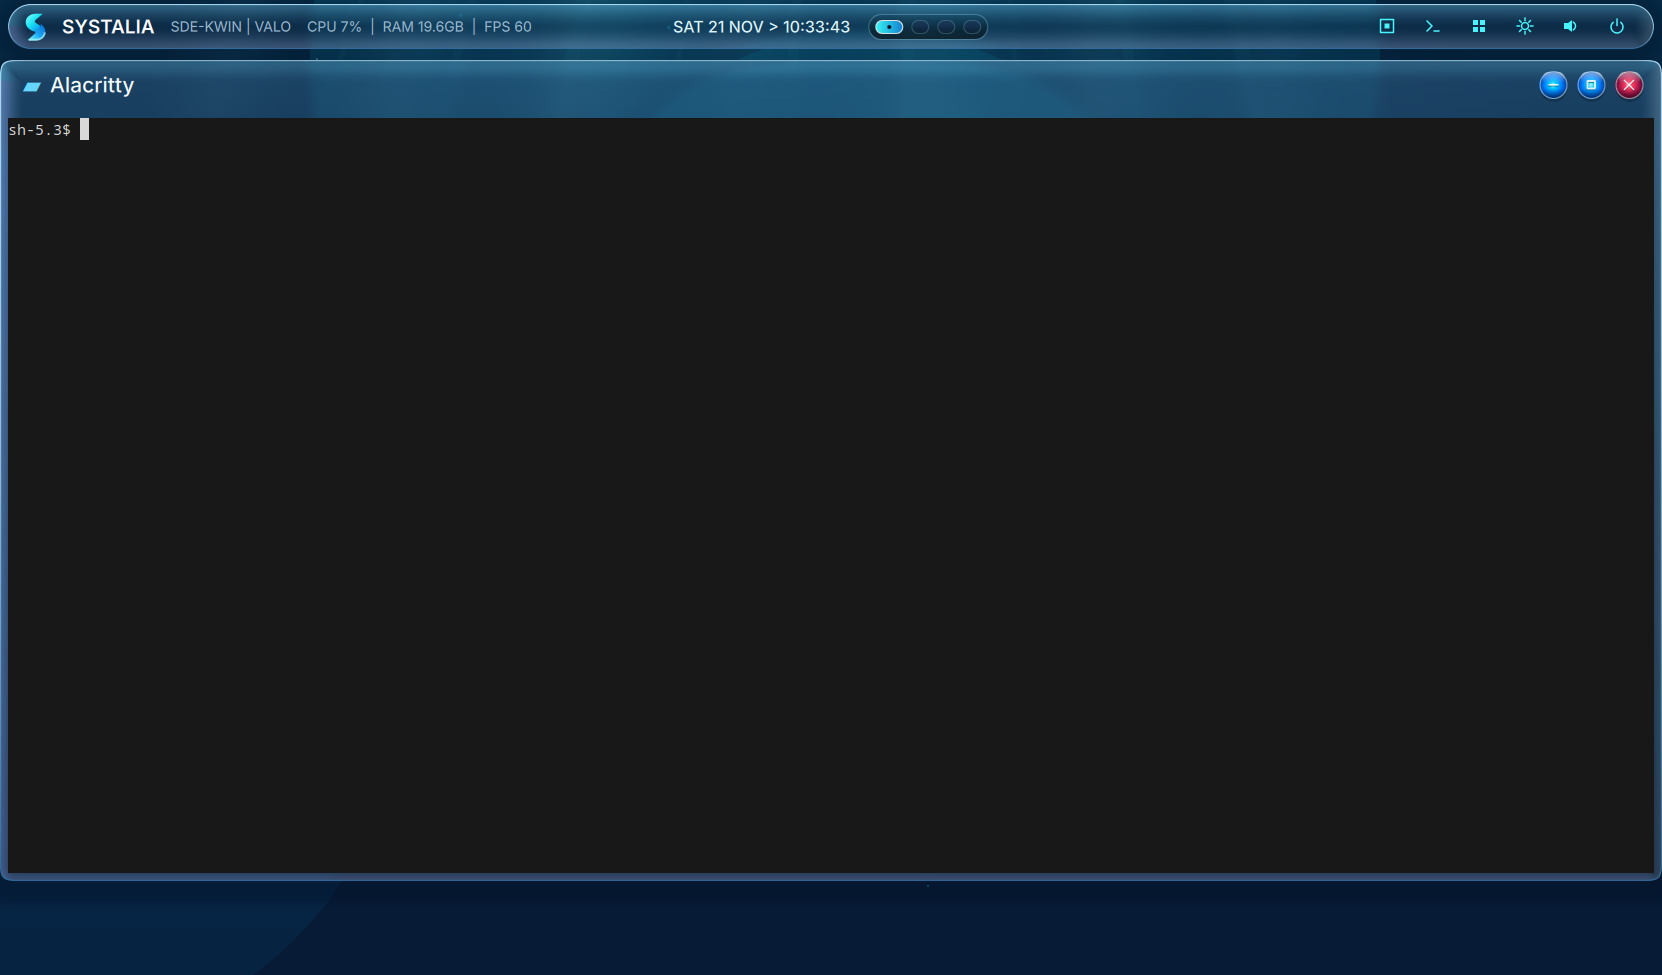 SYSTALIA SDE-KWIN | VALO CPU 7% | RAM 19.6GB | FPS 60 SAT 21 NOV > 10:33:43
Alacritty
sh-5.3$